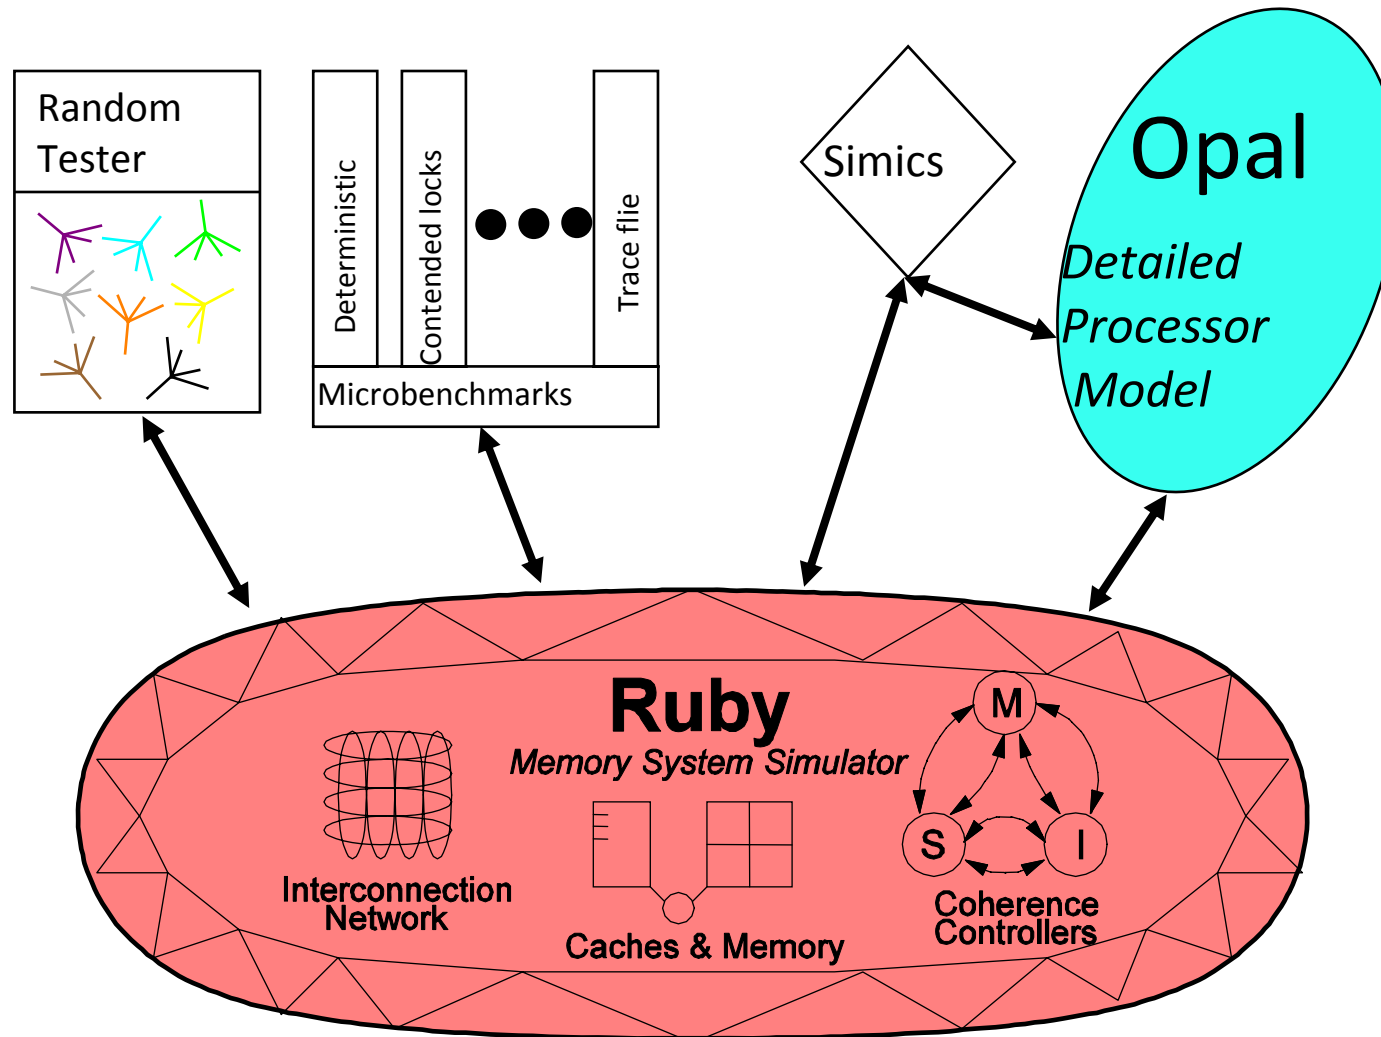 Random
Tester
Deterministic
Contended locks
Trace flie
Microbenchmarks
Simics
Opal
Detailed
Processor
Model
Ruby
Memory System Simulator
Interconnection
Network
Caches & Memory
M
S
I
Coherence
Controllers